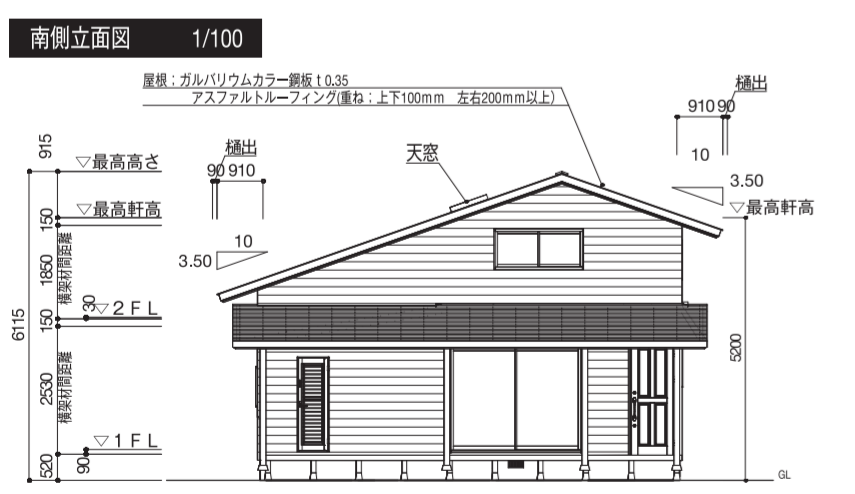 南側立面図 1/100
屋根：ガルバリウムカラー鋼板ｔ0.35
アスファルトルーフィング(重ね：上下100mm 左右200mm以上)
樋出
910 90
10
3.50
▽最高軒高
5200
天窓
樋出
90 910
10
3.50
915
▽最高高さ
▽最高軒高
150
1850
横架材間距離
30
▽２ＦＬ
150
6115
2530
横架材間距離
▽１ＦＬ
520
90
GL